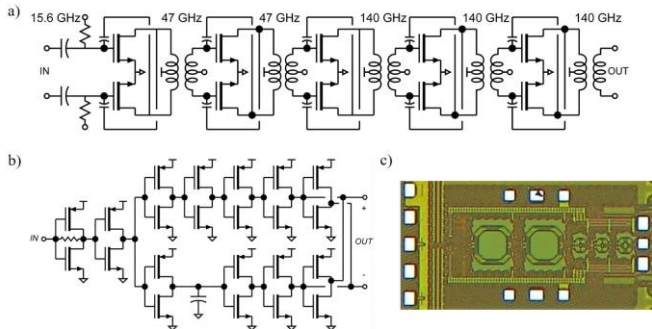 a)
15.6 GHz 47 GHz 47 GHz 140 GHz 140 GHz 140 GHz
IN
OUT
b)
IN
+
OUT
-
c)